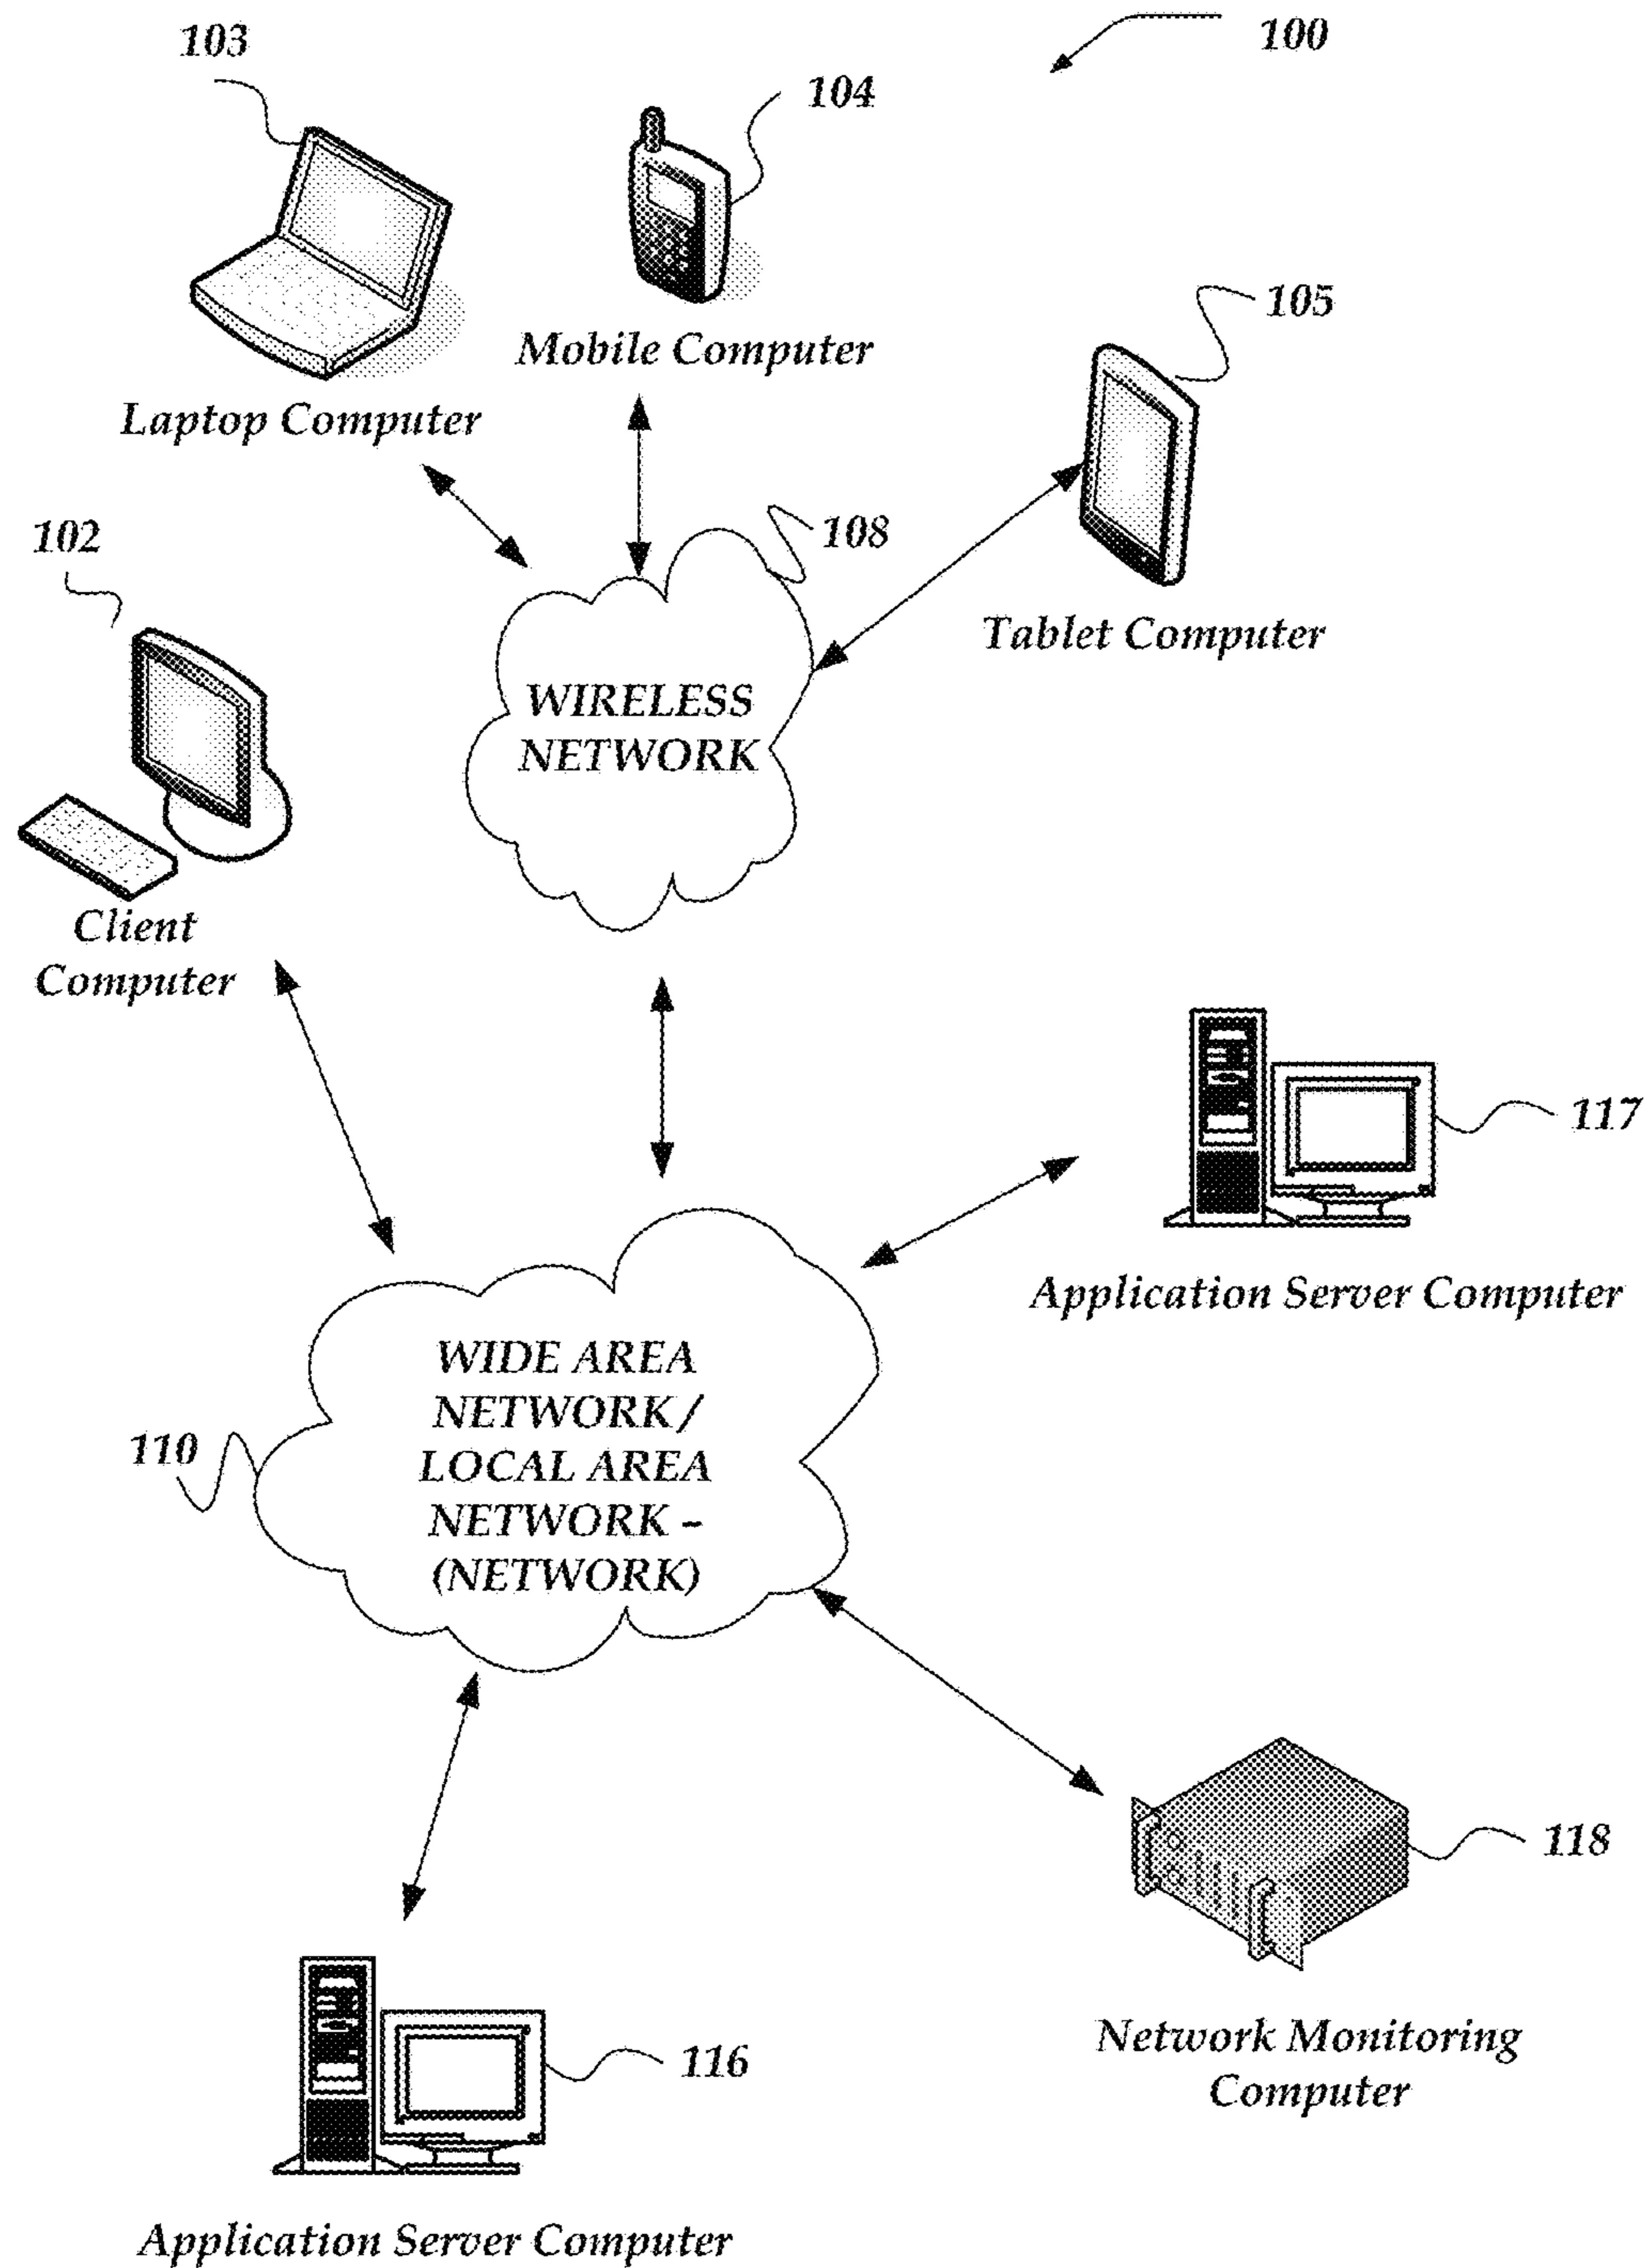 100
103
104
Mobile Computer
Laptop Computer
105
Tablet Computer
102
Client
Computer
108
WIRELESS
NETWORK
117
Application Server Computer
110
WIDE AREA
NETWORK /
LOCAL AREA
NETWORK –
(NETWORK)
118
Network Monitoring
Computer
116
Application Server Computer